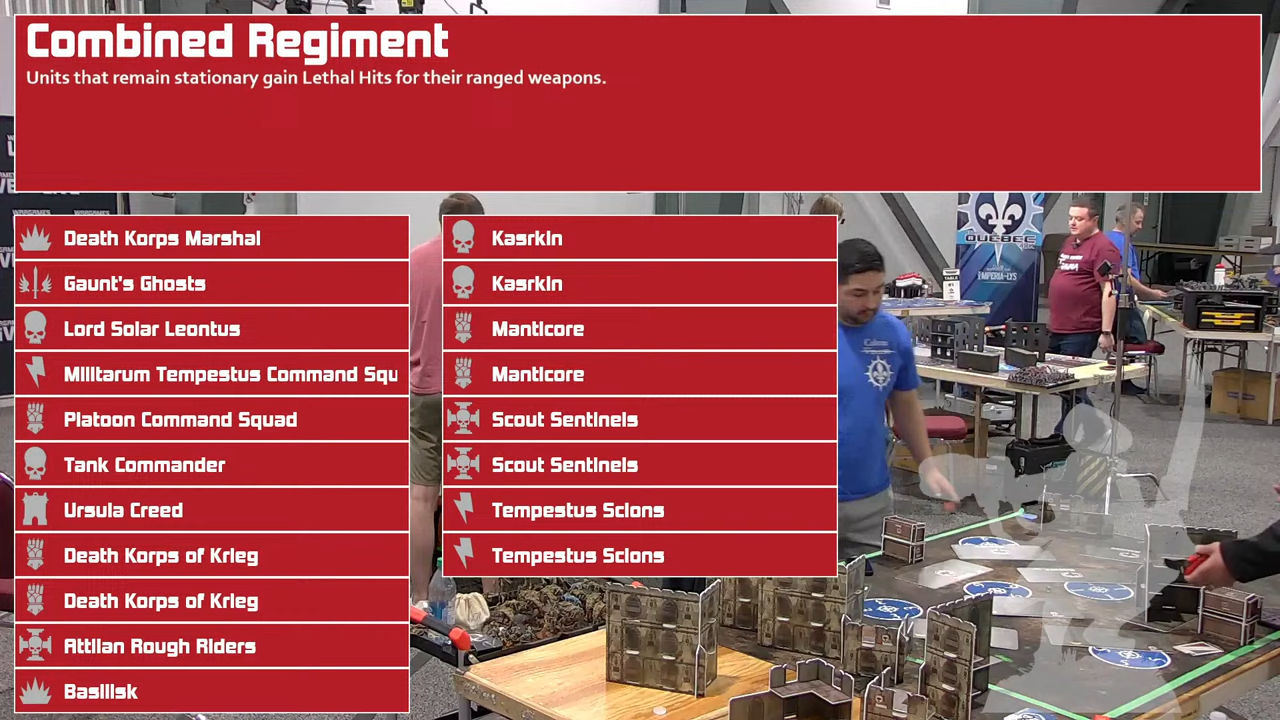 Combined Regiment
Units that remain stationary gain Lethal Hits for their ranged weapons.
Death Korps Marshal
Gaunt's Ghosts
Lord Solar Leontus
Militarum Tempestus Command Squ
Platoon Command Squad
Tank Commander
Ursula Creed
Death Korps of Krieg
Death Korps of Krieg
Attilan Rough Riders
Basilisk
Kasrkin
Kasrkin
Manticore
Manticore
Scout Sentinels
Scout Sentinels
Tempestus Scions
Tempestus Scions
QUEBEC
IMPERIA-LYS
TABLE